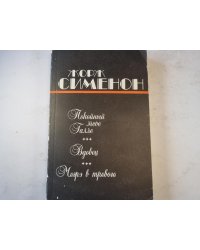 ЖОРЖ
СИМЕНОН
Покойный
месье
Галле
***
Вдовец
***
Мегрэ в тревоге